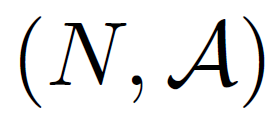 (N, 𝒜)